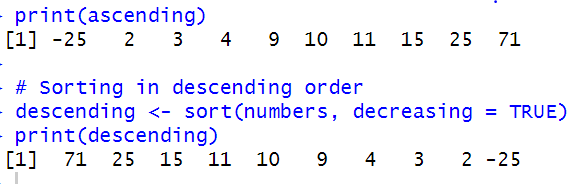 > print(ascending)
[1] -25   2   3   4   9  10  11  15  25  71
>
> # Sorting in descending order
> descending <- sort(numbers, decreasing = TRUE)
> print(descending)
[1]  71  25  15  11  10   9   4   3   2 -25
>